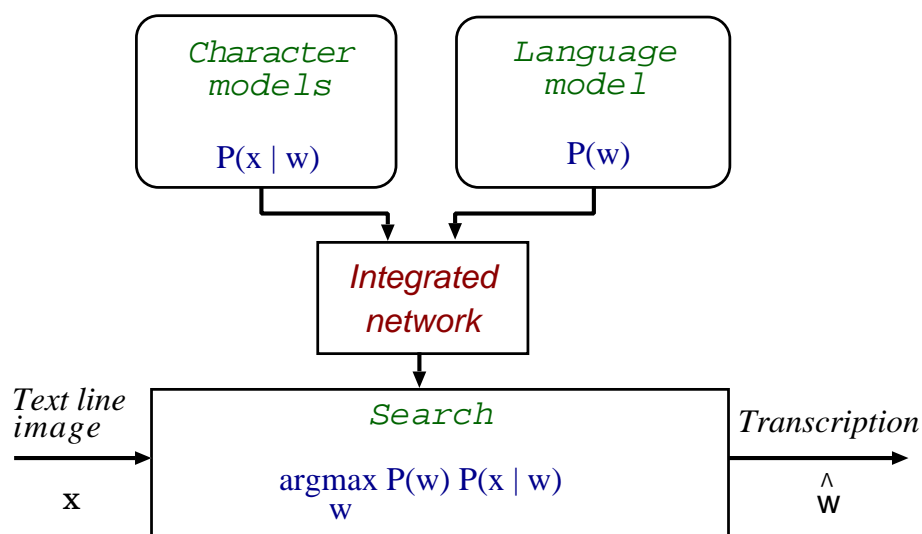 Character
models
P(x | w)
Language
model
P(w)
Integrated
network
Text line
image
x
Search
argmax P(w) P(x | w)
w
Transcription
ŵ